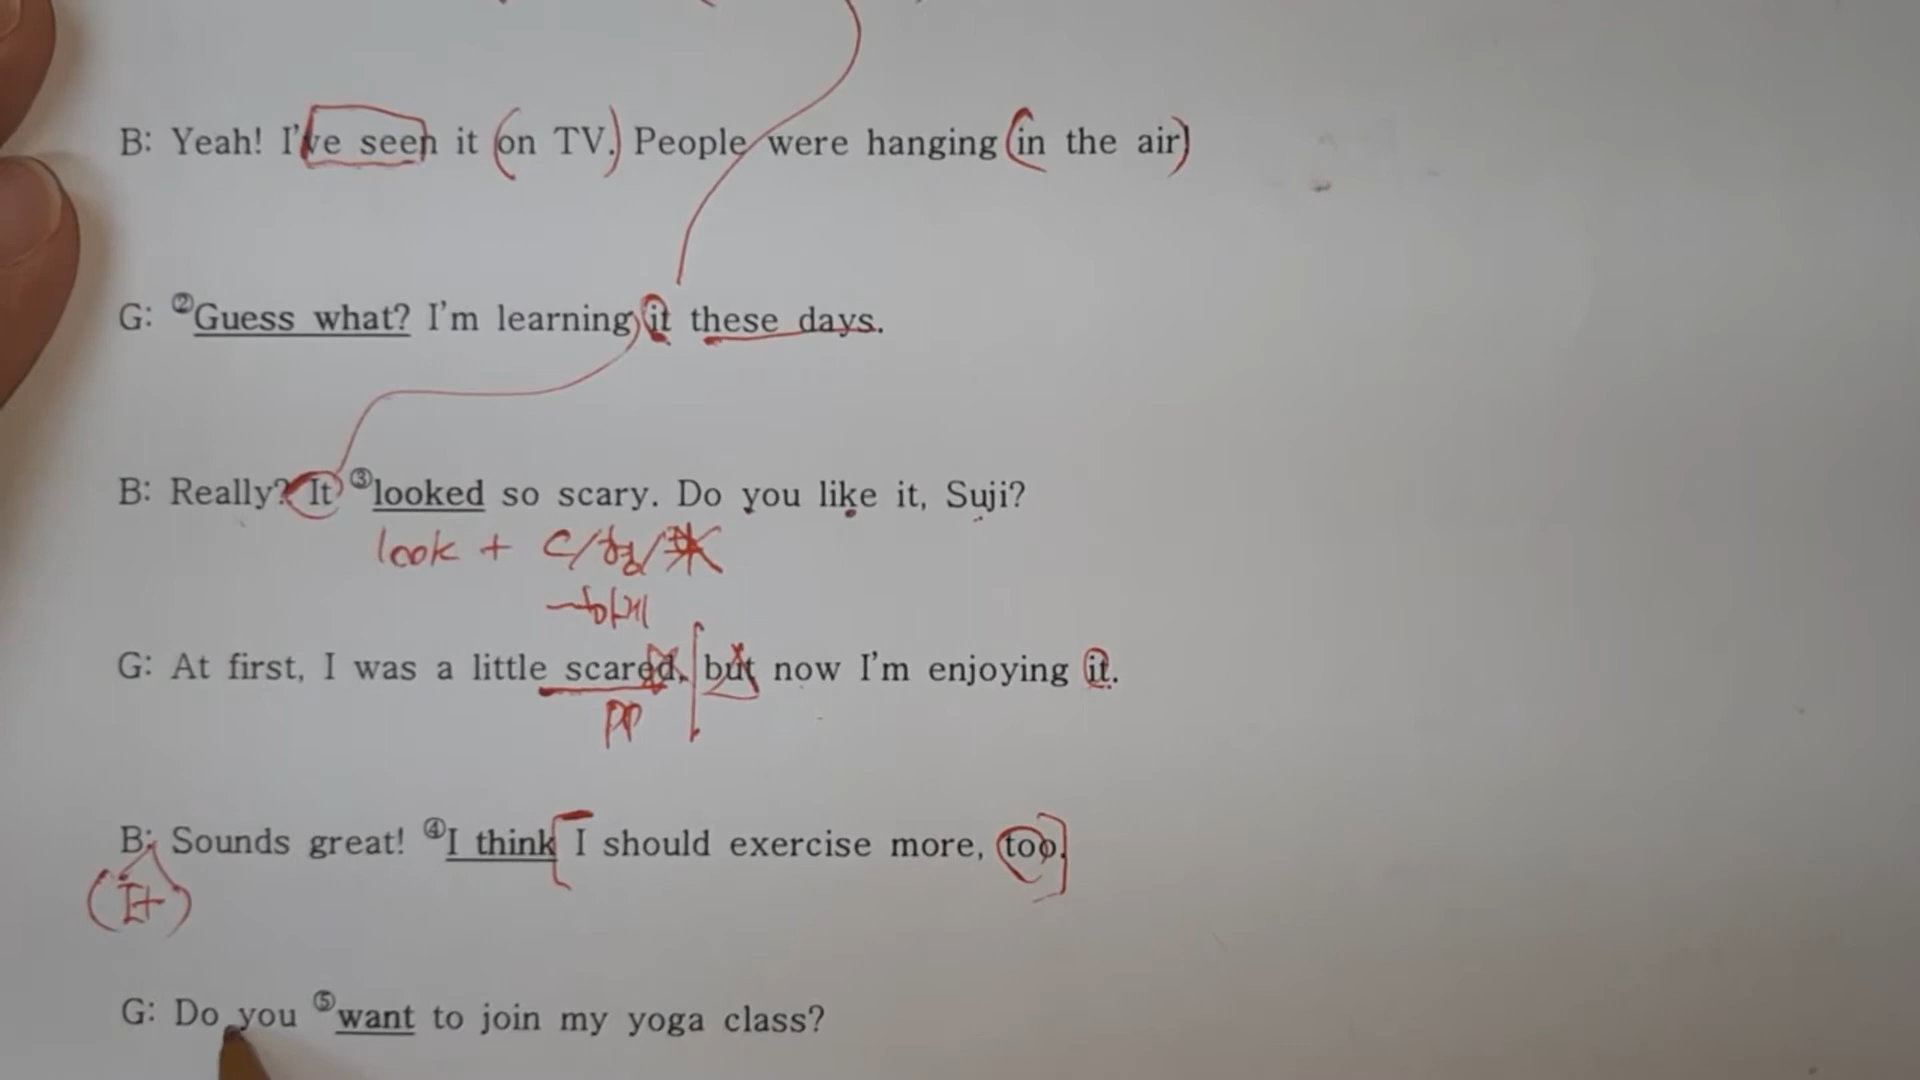 B: Yeah! I've seen it on TV. People were hanging in the air
G: ②Guess what? I'm learning it these days.
B: Really? It ③looked so scary. Do you like it, Suji?
look + C/형/
~하게
G: At first, I was a little scared, but now I'm enjoying it.
PP
B: Sounds great! ④I think I should exercise more, too.
(It)
G: Do you ⑤want to join my yoga class?